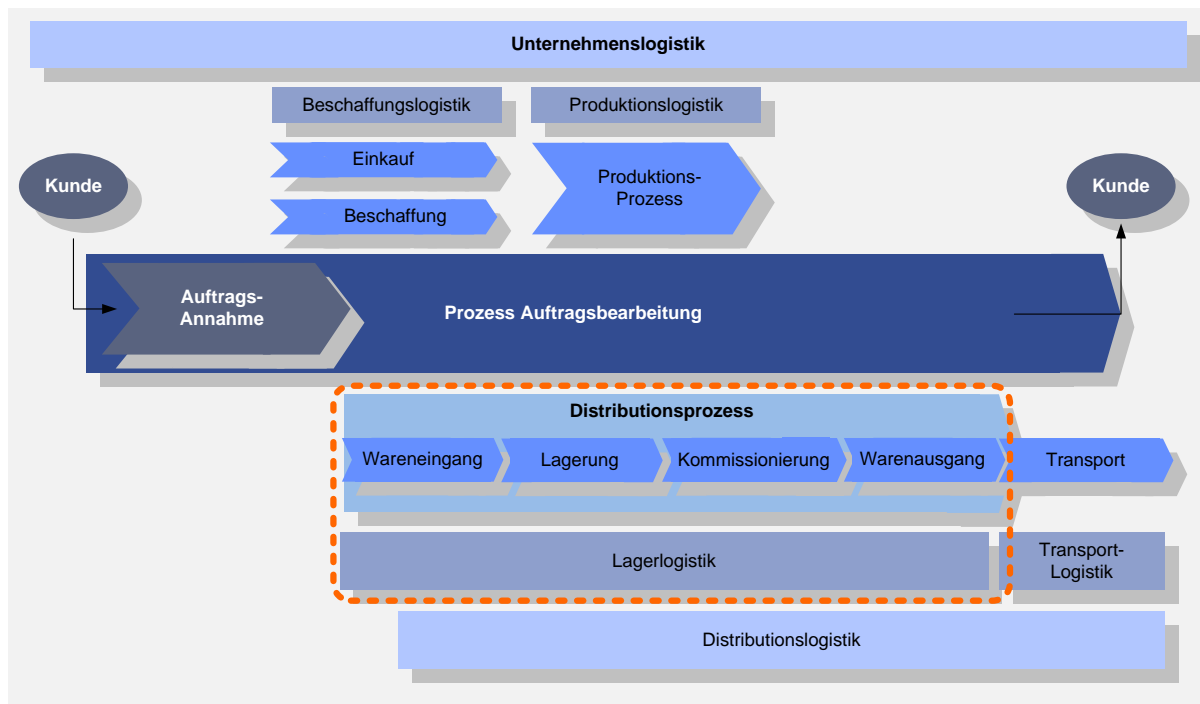 Unternehmenslogistik
Beschaffungslogistik
Produktionslogistik
Einkauf
Kunde
Produktions-
Prozess
Kunde
Beschaffung
Auftrags-
Annahme
Prozess Auftragsbearbeitung
Distributionsprozess
Wareneingang
Lagerung
Kommissionierung
Warenausgang
Transport
Lagerlogistik
Transport-
Logistik
Distributionslogistik